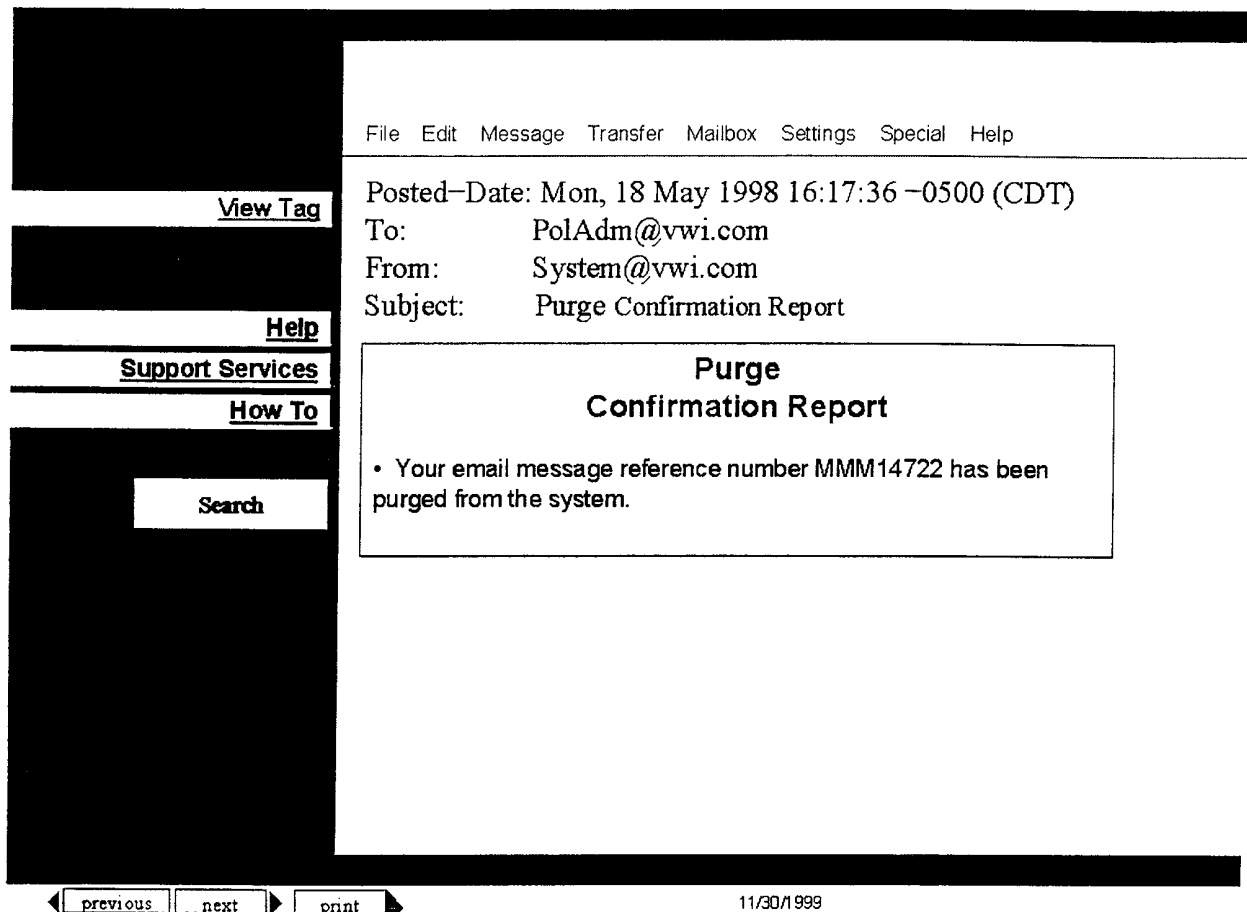 File Edit Message Transfer Mailbox Settings Special Help
View Tag
Help
Support Services
How To
Search
Posted-Date: Mon, 18 May 1998 16:17:36 -0500 (CDT)
To: PolAdm@vwi.com
From: System@vwi.com
Subject: Purge Confirmation Report
Purge
Confirmation Report
• Your email message reference number MMM14722 has been
purged from the system.
previous next print
11/30/1999